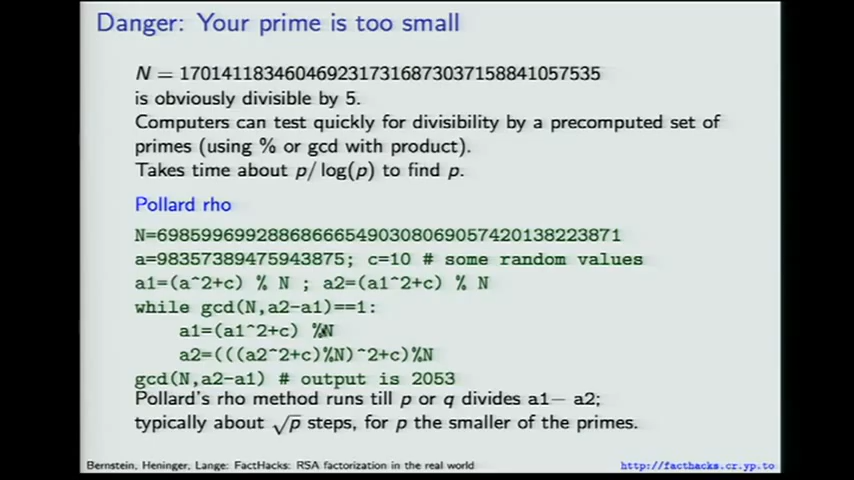 Danger: Your prime is too small
N = 1701411834604692317316873037158841057535
is obviously divisible by 5.
Computers can test quickly for divisibility by a precomputed set of
primes (using % or gcd with product).
Takes time about p/ log(p) to find p.
Pollard rho
N=698599699288686665490308069057420138223871
a=98357389475943875; c=10 # some random values
a1=(a^2+c) % N ; a2=(a1^2+c) % N
while gcd(N,a2-a1)==1:
a1=(a1^2+c) %N
a2=(((a2^2+c)%N)^2+c)%N
gcd(N,a2-a1) # output is 2053
Pollard's rho method runs till p or q divides a1− a2;
typically about √p steps, for p the smaller of the primes.
Bernstein, Heninger, Lange: FactHacks: RSA factorization in the real world
http://facthacks.cr.yp.to